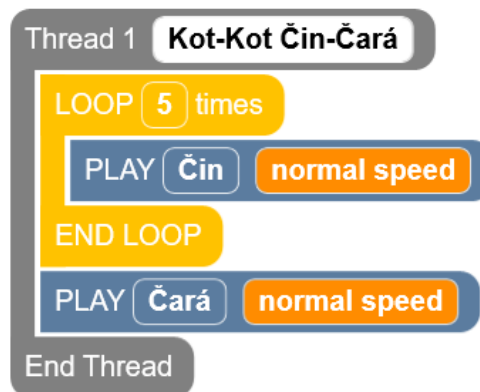 Thread 1 Kot-Kot Čin-Čará
LOOP 5 times
PLAY Čin normal speed
END LOOP
PLAY Čará normal speed
End Thread